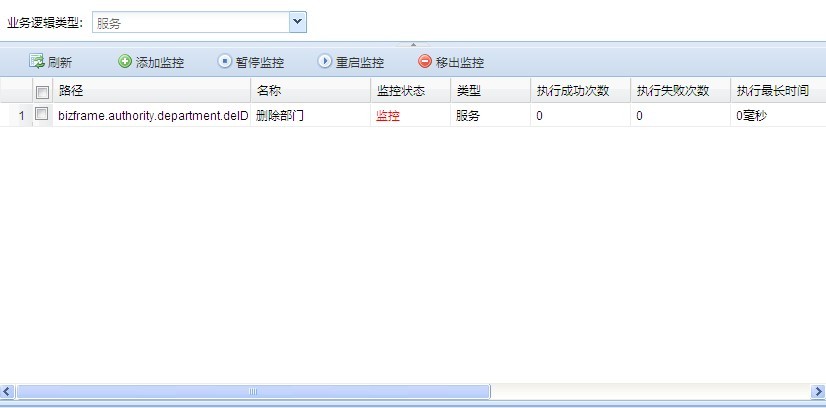 业务逻辑类型: 服务
刷新 添加监控 暂停监控 重启监控 移出监控
路径 名称 监控状态 类型 执行成功次数 执行失败次数 执行最长时间
1 bizframe.authority.department.delD 删除部门 监控 服务 0 0 0毫秒